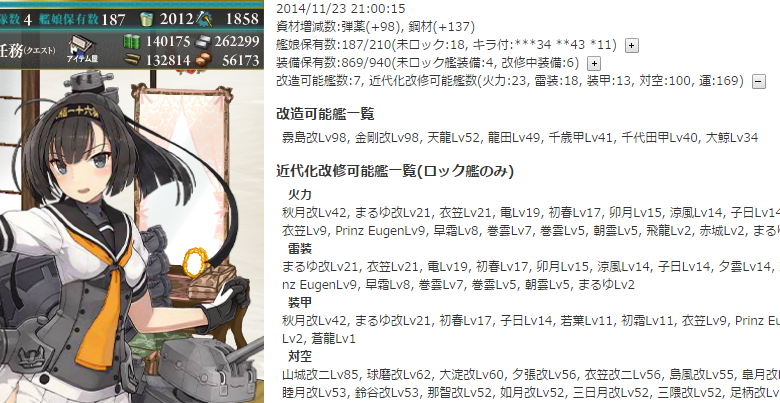 隊数 4 艦娘保有数 187 2012 1858
任務(クエスト) アイテム屋 140175 262299
132814 56173
2014/11/23 21:00:15
資材増減数:弾薬(+98), 鋼材(+137)
艦娘保有数:187/210(未ロック:18, キラ付:***34 **43 *11) +
装備保有数:869/940(未ロック艦装備:4, 改修中装備:6) +
改造可能艦数:7, 近代化改修可能艦数(火力:23, 雷装:18, 装甲:13, 対空:100, 運:169) −
改造可能艦一覧
霧島改Lv98, 金剛改Lv98, 天龍Lv52, 龍田Lv49, 千歳甲Lv41, 千代田甲Lv40, 大鯨Lv34
近代化改修可能艦一覧(ロック艦のみ)
火力
秋月改Lv42, まるゆ改Lv21, 衣笠Lv21, 電Lv19, 初春Lv17, 卯月Lv15, 涼風Lv14, 子日Lv14
衣笠Lv9, Prinz EugenLv9, 早霜Lv8, 巻雲Lv7, 巻雲Lv5, 朝雲Lv5, 飛龍Lv2, 赤城Lv2, まる
雷装
まるゆ改Lv21, 衣笠Lv21, 電Lv19, 初春Lv17, 卯月Lv15, 涼風Lv14, 子日Lv14, 夕雲Lv14,
nz EugenLv9, 早霜Lv8, 巻雲Lv7, 巻雲Lv5, 朝雲Lv5, まるゆLv2
装甲
秋月改Lv42, まるゆ改Lv21, 初春Lv17, 子日Lv14, 若葉Lv11, 初霜Lv11, 衣笠Lv9, Prinz Eu
Lv2, 蒼龍Lv1
対空
山城改二Lv85, 球磨改Lv62, 大淀改Lv60, 夕張改Lv56, 衣笠改二Lv56, 島風改Lv55, 皐月改
睦月改Lv53, 鈴谷改Lv53, 那智改Lv52, 如月改Lv52, 三日月改Lv52, 三隈改Lv52, 足柄改Lv